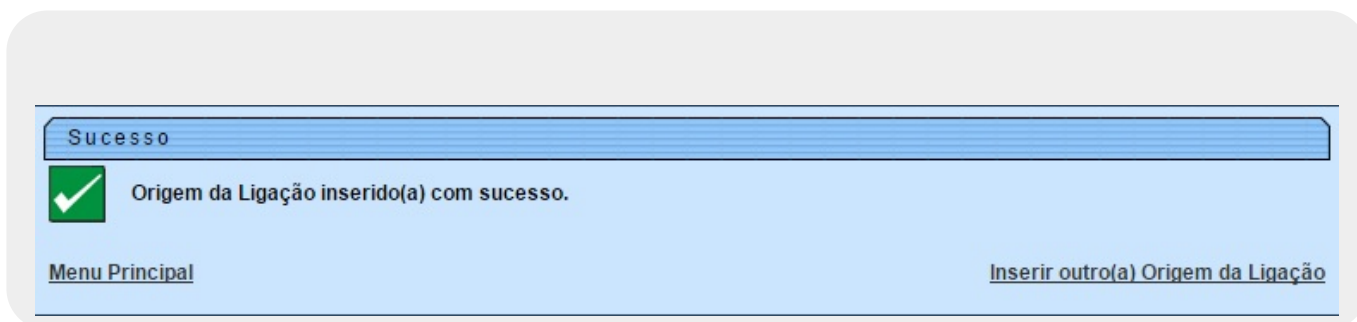 Sucesso
Origem da Ligação inserido(a) com sucesso.
Menu Principal
Inserir outro(a) Origem da Ligação